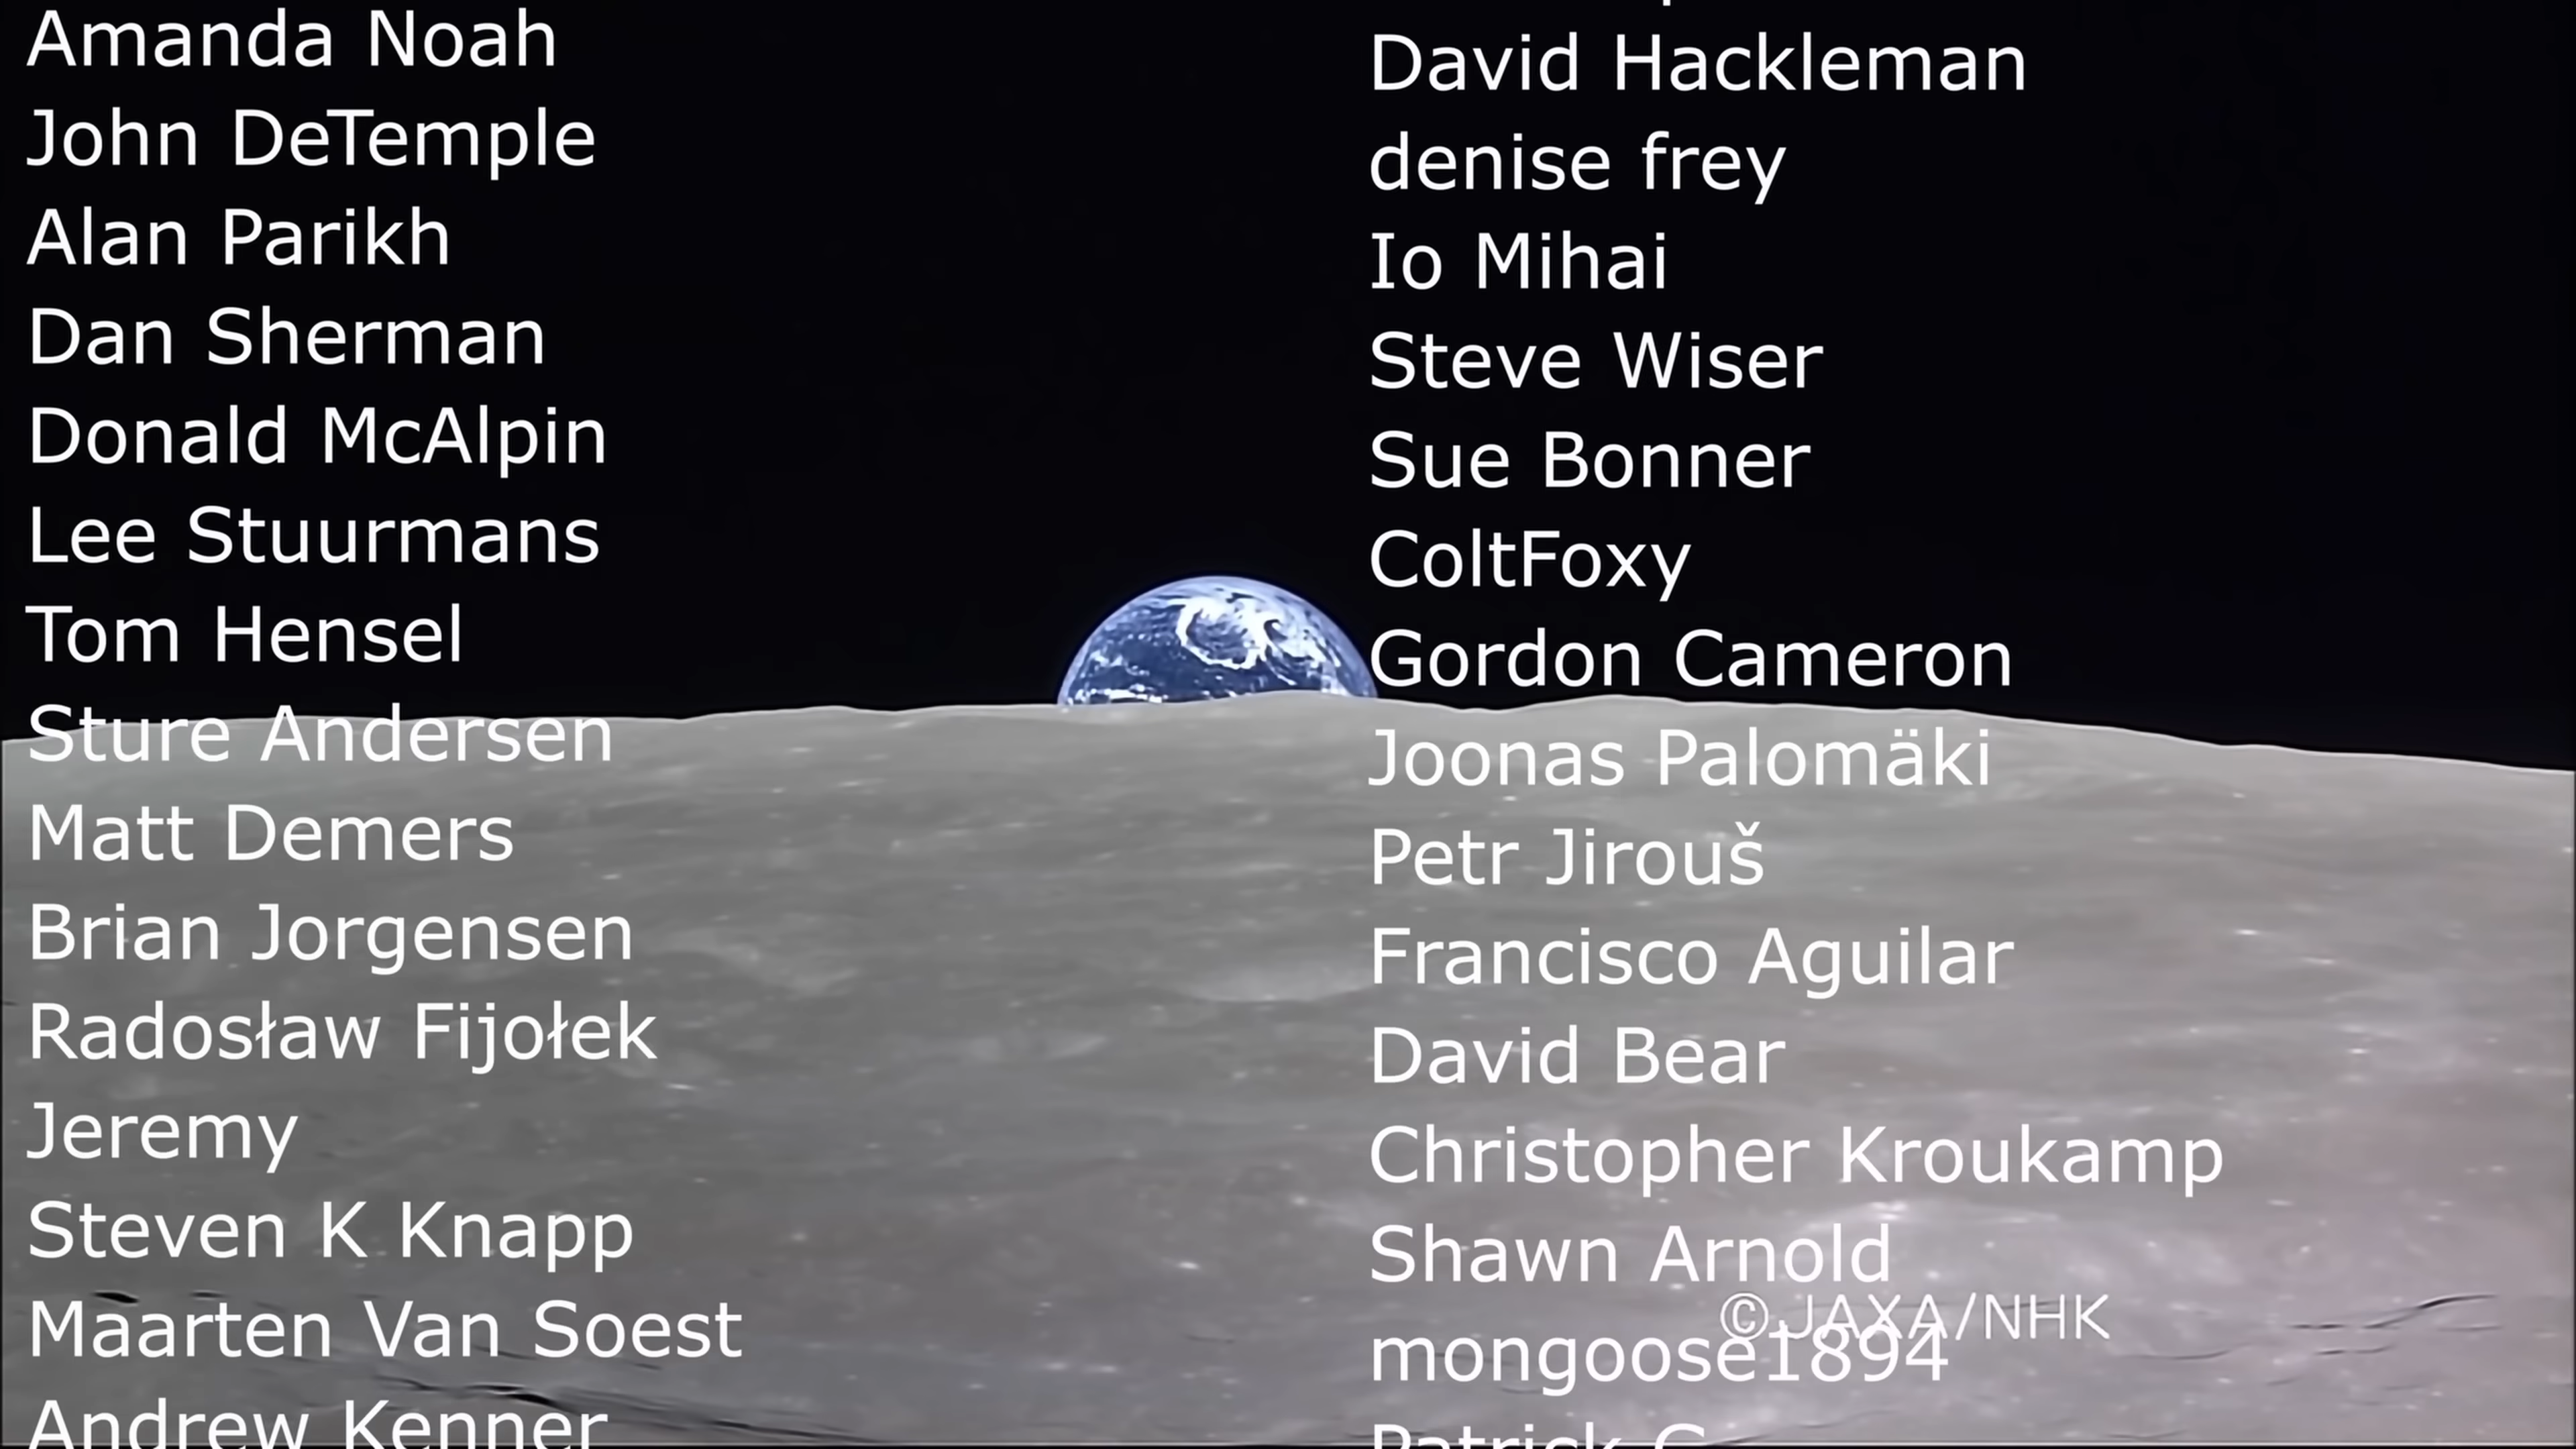 Amanda Noah
John DeTemple
Alan Parikh
Dan Sherman
Donald McAlpin
Lee Stuurmans
Tom Hensel
Sture Andersen
Matt Demers
Brian Jorgensen
Radosław Fijołek
Jeremy
Steven K Knapp
Maarten Van Soest
Andrew Kenner
David Hackleman
denise frey
Io Mihai
Steve Wiser
Sue Bonner
ColtFoxy
Gordon Cameron
Joonas Palomäki
Petr Jirouš
Francisco Aguilar
David Bear
Christopher Kroukamp
Shawn Arnold
© JAXA/NHK
mongoose1894
Patrick G